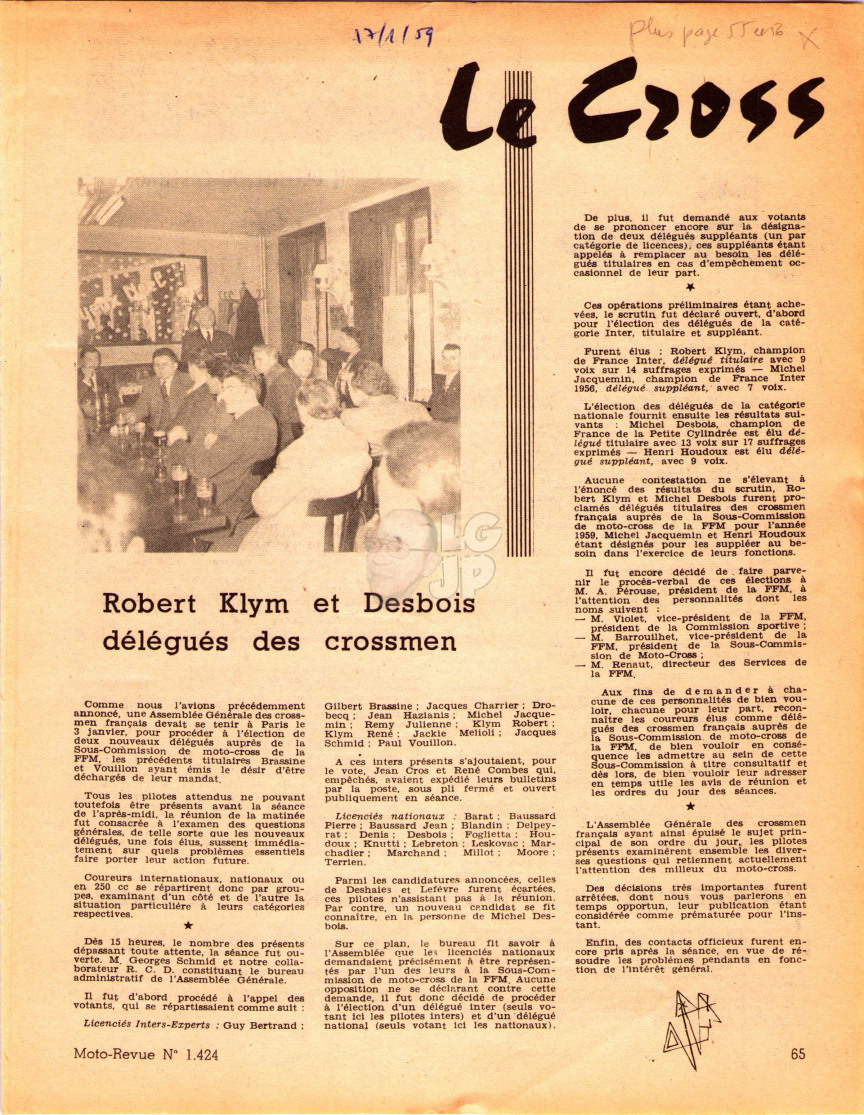 17/1/59
plus page 55
Le Cross
LGJP
Robert Klym et Desbois
délégués des crossmen
Comme nous l'avions précédemment
annoncé, une Assemblée Générale des cross-
men français devait se tenir à Paris le
3 janvier, pour procéder à l'élection de
deux nouveaux délégués auprès de la
Sous-Commission de moto-cross de la
FFM, les précédents titulaires Brassine
et Vouillon ayant émis le désir d'être
déchargés de leur mandat.
Tous les pilotes attendus ne pouvant
toutefois être présents avant la séance
de l'après-midi, la réunion de la matinée
fut consacrée à l'examen des questions
générales, de telle sorte que les nouveaux
délégués, une fois élus, sussent immédia-
tement sur quels problèmes essentiels
faire porter leur action future.
Coureurs internationaux, nationaux ou
en 250 cc se répartirent donc par grou-
pes, examinant d'un côté et de l'autre la
situation particulière à leurs catégories
respectives.
★
Dès 15 heures, le nombre des présents
dépassant toute attente, la séance fut ou-
verte. M. Georges Schmid et notre colla-
borateur R. C. D. constituant le bureau
administratif de l'Assemblée Générale.
Il fut d'abord procédé à l'appel des
votants, qui se répartissaient comme suit :
Licenciés Inters-Experts : Guy Bertrand ;
Gilbert Brassine ; Jacques Charrier ; Dro-
becq ; Jean Hazianis ; Michel Jacque-
min ; Remy Julienne ; Klym Robert ;
Klym René ; Jackie Melioli ; Jacques
Schmid ; Paul Vouillon.
A ces inters présents s'ajoutaient, pour
le vote, Jean Cros et René Combes qui,
empêchés, avaient expédié leurs bulletins
par la poste, sous pli fermé et ouvert
publiquement en séance.
Licenciés nationaux : Barat ; Baussard
Pierre ; Baussard Jean ; Blandin ; Delpey-
rat ; Denis ; Desbois ; Foglietta ; Hou-
doux ; Knutti ; Lebreton ; Leskovac ; Mar-
chadier ; Marchand ; Millot ; Moore ;
Terrien.
Parmi les candidatures annoncées, celles
de Deshaies et Lefèvre furent écartées,
ces pilotes n'assistant pas à la réunion.
Par contre, un nouveau candidat se fit
connaître, en la personne de Michel Des-
bois.
Sur ce plan, le bureau fit savoir à
l'Assemblée que les licenciés nationaux
demandaient précisément à être représen-
tés par l'un des leurs à la Sous-Com-
mission de moto-cross de la FFM. Aucune
opposition ne se déclarant contre cette
demande, il fut donc décidé de procéder
à l'élection d'un délégué inter (seuls vo-
tant ici les pilotes inters) et d'un délégué
national (seuls votant ici les nationaux).
De plus, il fut demandé aux votants
de se prononcer encore sur la désigna-
tion de deux délégués suppléants (un par
catégorie de licences), ces suppléants étant
appelés à remplacer au besoin les délé-
gués titulaires en cas d'empêchement oc-
casionnel de leur part.
★
Ces opérations préliminaires étant ache-
vées, le scrutin fut déclaré ouvert, d'abord
pour l'élection des délégués de la caté-
gorie Inter, titulaire et suppléant.
Furent élus : Robert Klym, champion
de France Inter, délégué titulaire avec 9
voix sur 14 suffrages exprimés — Michel
Jacquemin, champion de France Inter
1956, délégué suppléant, avec 7 voix.
L'élection des délégués de la catégorie
nationale fournit ensuite les résultats sui-
vants : Michel Desbois, champion de
France de la Petite Cylindrée est élu dé-
légué titulaire avec 13 voix sur 17 suffrages
exprimés — Henri Houdoux est élu délé-
gué suppléant, avec 9 voix.
Aucune contestation ne s'élevant à
l'énoncé des résultats du scrutin, Ro-
bert Klym et Michel Desbois furent pro-
clamés délégués titulaires des crossmen
français auprès de la Sous-Commission
de moto-cross de la FFM pour l'année
1959, Michel Jacquemin et Henri Houdoux
étant désignés pour les suppléer au be-
soin dans l'exercice de leurs fonctions.
Il fut encore décidé de faire parve-
nir le procès-verbal de ces élections à
M. A. Pérouse, président de la FFM, à
l'attention des personnalités dont les
noms suivent :
— M. Violet, vice-président de la FFM,
président de la Commission sportive ;
— M. Barrouilhet, vice-président de la
FFM, président de la Sous-Commis-
sion de Moto-Cross ;
— M. Renaut, directeur des Services de
la FFM.
Aux fins de demander à cha-
cune de ces personnalités de bien vou-
loir, chacune pour leur part, recon-
naître les coureurs élus comme délé-
gués des crossmen français auprès de
la Sous-Commission de moto-cross de
la FFM, de bien vouloir en consé-
quence les admettre au sein de cette
Sous-Commission à titre consultatif et
dès lors, de bien vouloir leur adresser
en temps utile les avis de réunion et
les ordres du jour des séances.
★
L'Assemblée Générale des crossmen
français ayant ainsi épuisé le sujet prin-
cipal de son ordre du jour, les pilotes
présents examinèrent ensemble les diver-
ses questions qui retiennent actuellement
l'attention des milieux du moto-cross.
Des décisions très importantes furent
arrêtées, dont nous vous parlerons en
temps opportun, leur publication étant
considérée comme prématurée pour l'ins-
tant.
Enfin, des contacts officieux furent en-
core pris après la séance, en vue de ré-
soudre les problèmes pendants en fonc-
tion de l'intérêt général.
Moto-Revue N° 1.424
65